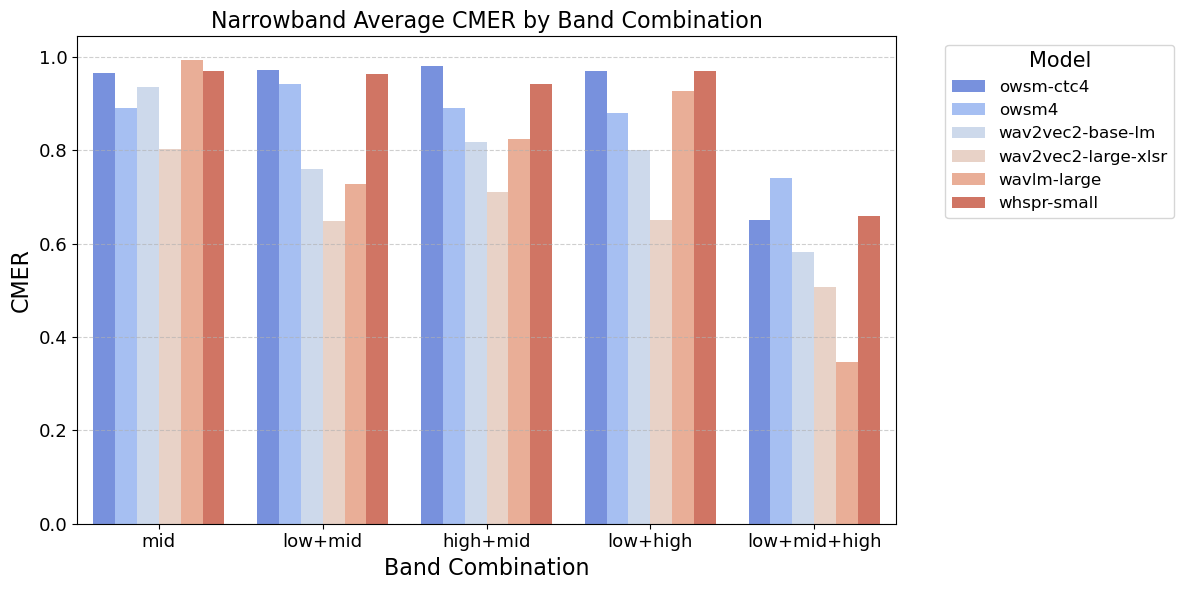 Narrowband Average CMER by Band Combination
CMER
1.0
0.8
0.6
0.4
0.2
0.0
mid low+mid high+mid low+high low+mid+high
Band Combination
Model
owsm-ctc4
owsm4
wav2vec2-base-lm
wav2vec2-large-xlsr
wavlm-large
whspr-small